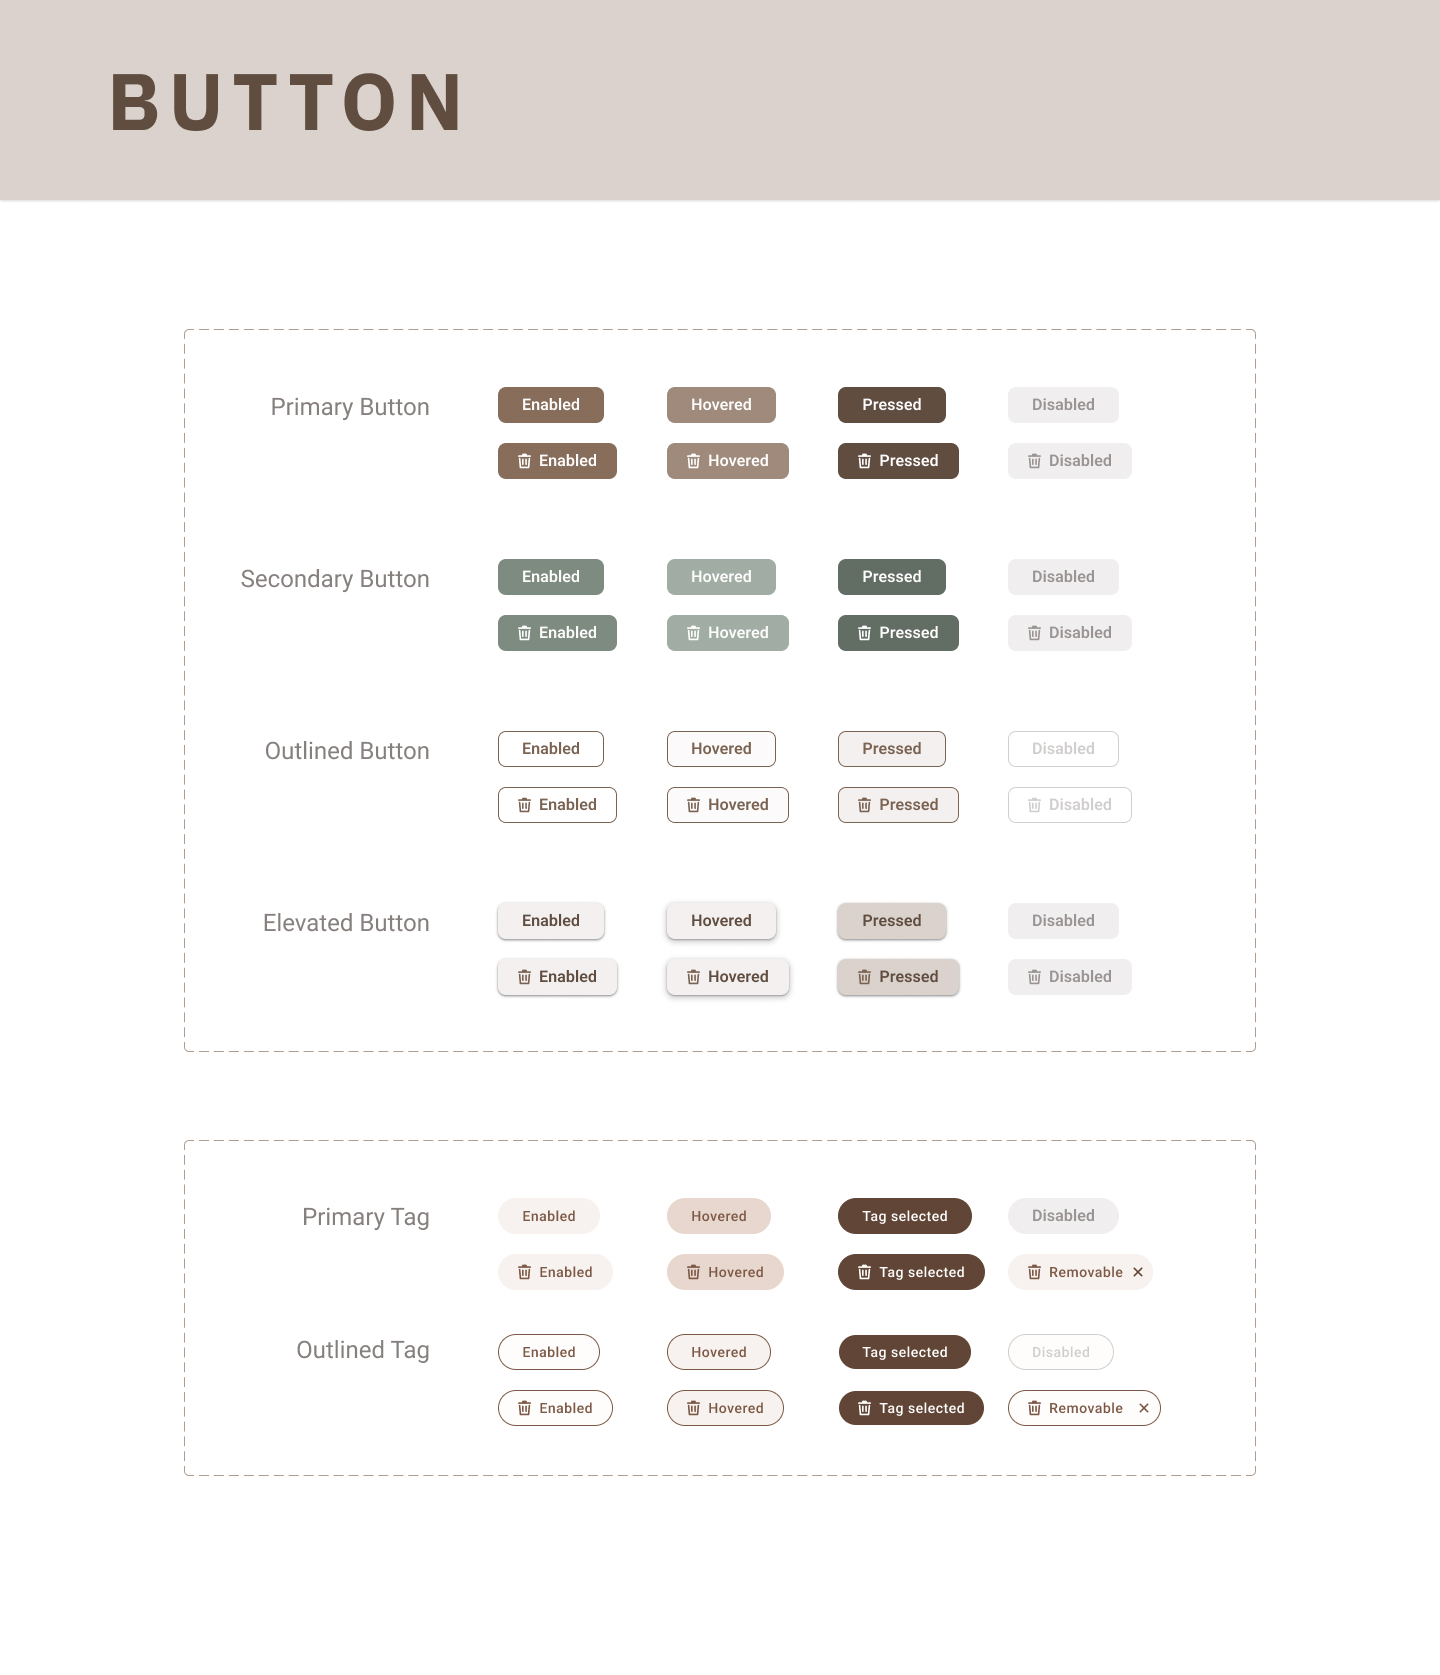 BUTTON
Primary Button Enabled Hovered Pressed Disabled
Enabled Hovered Pressed Disabled
Secondary Button Enabled Hovered Pressed Disabled
Enabled Hovered Pressed Disabled
Outlined Button Enabled Hovered Pressed Disabled
Enabled Hovered Pressed Disabled
Elevated Button Enabled Hovered Pressed Disabled
Enabled Hovered Pressed Disabled
Primary Tag Enabled Hovered Tag selected Disabled
Enabled Hovered Tag selected Removable
Outlined Tag Enabled Hovered Tag selected Disabled
Enabled Hovered Tag selected Removable